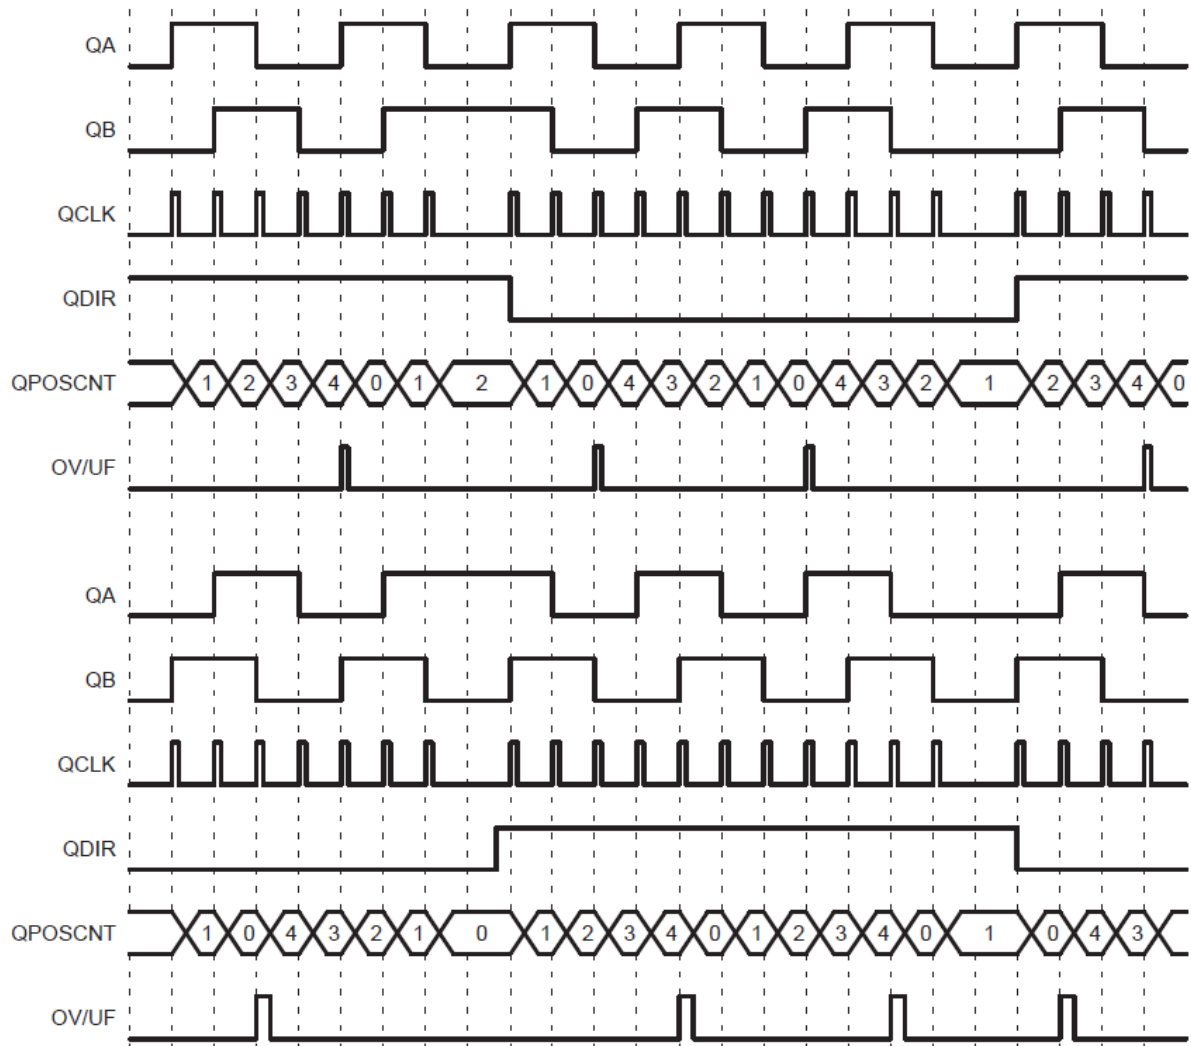 QA
QB
QCLK
QDIR
QPOSCNT 1 2 3 4 0 1 2 1 0 4 3 2 1 0 4 3 2 1 2 3 4 0
OV/UF
QA
QB
QCLK
QDIR
QPOSCNT 1 0 4 3 2 1 0 1 2 3 4 0 1 2 3 4 0 1 0 4 3
OV/UF